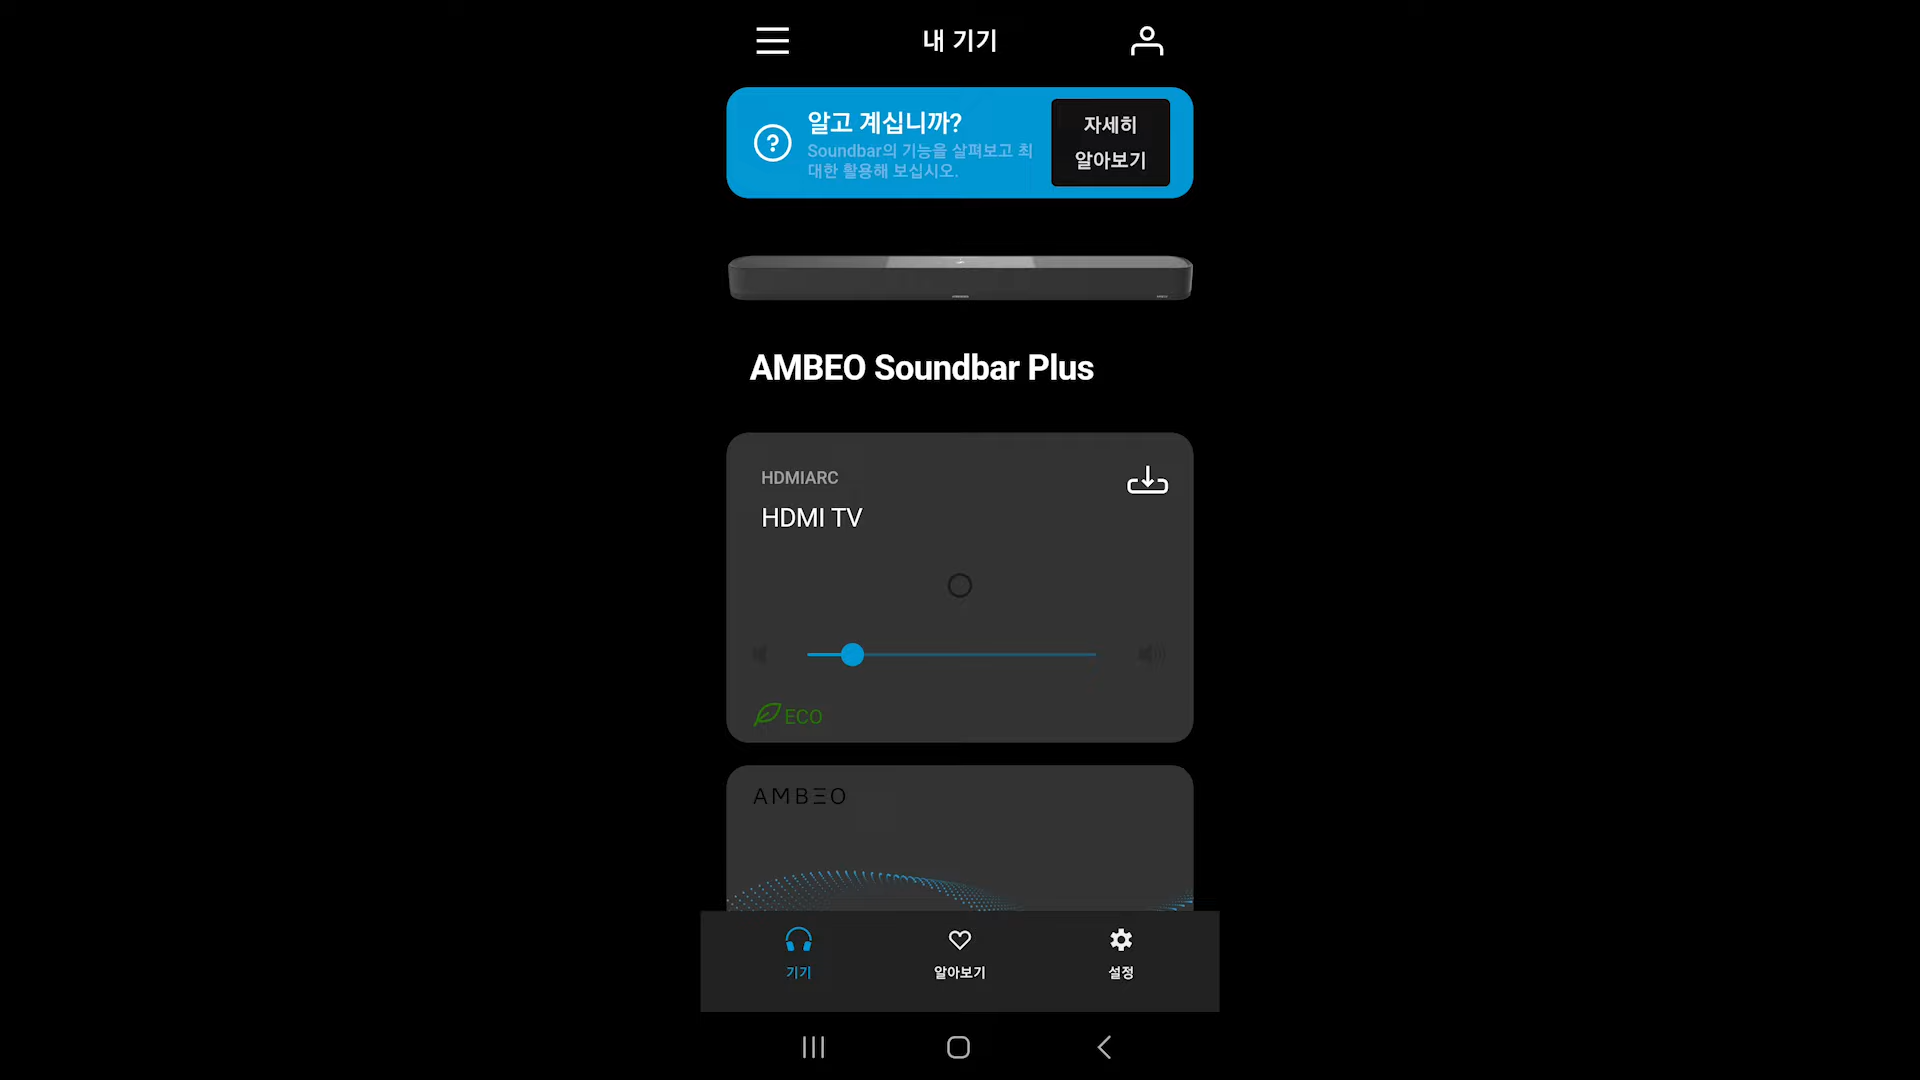 내 기기
알고 계십니까?
Soundbar의 기능을 살펴보고 최
대한 활용해 보십시오.
자세히
알아보기
AMBEO Soundbar Plus
HDMIARC
HDMI TV
ECO
AMBEO
기기
알아보기
설정